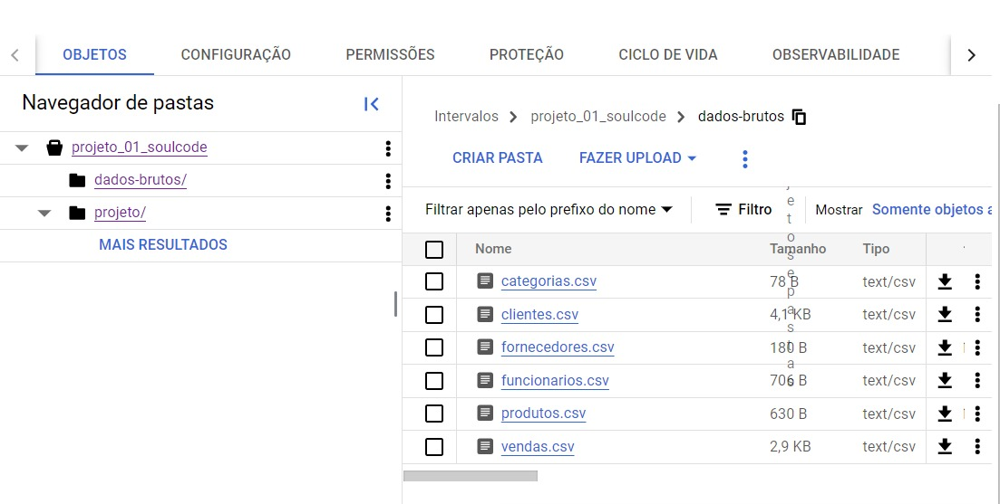 OBJETOS CONFIGURAÇÃO PERMISSÕES PROTEÇÃO CICLO DE VIDA OBSERVABILIDADE
Navegador de pastas
projeto_01_soulcode
dados-brutos/
projeto/
MAIS RESULTADOS
Intervalos projeto_01_soulcode dados-brutos
CRIAR PASTA FAZER UPLOAD
Filtrar apenas pelo prefixo do nome Filtro Mostrar Somente objetos
Nome Tamanho Tipo
categorias.csv 78 B text/csv
clientes.csv 4,1 KB text/csv
fornecedores.csv 180 B text/csv
funcionarios.csv 706 B text/csv
produtos.csv 630 B text/csv
vendas.csv 2,9 KB text/csv